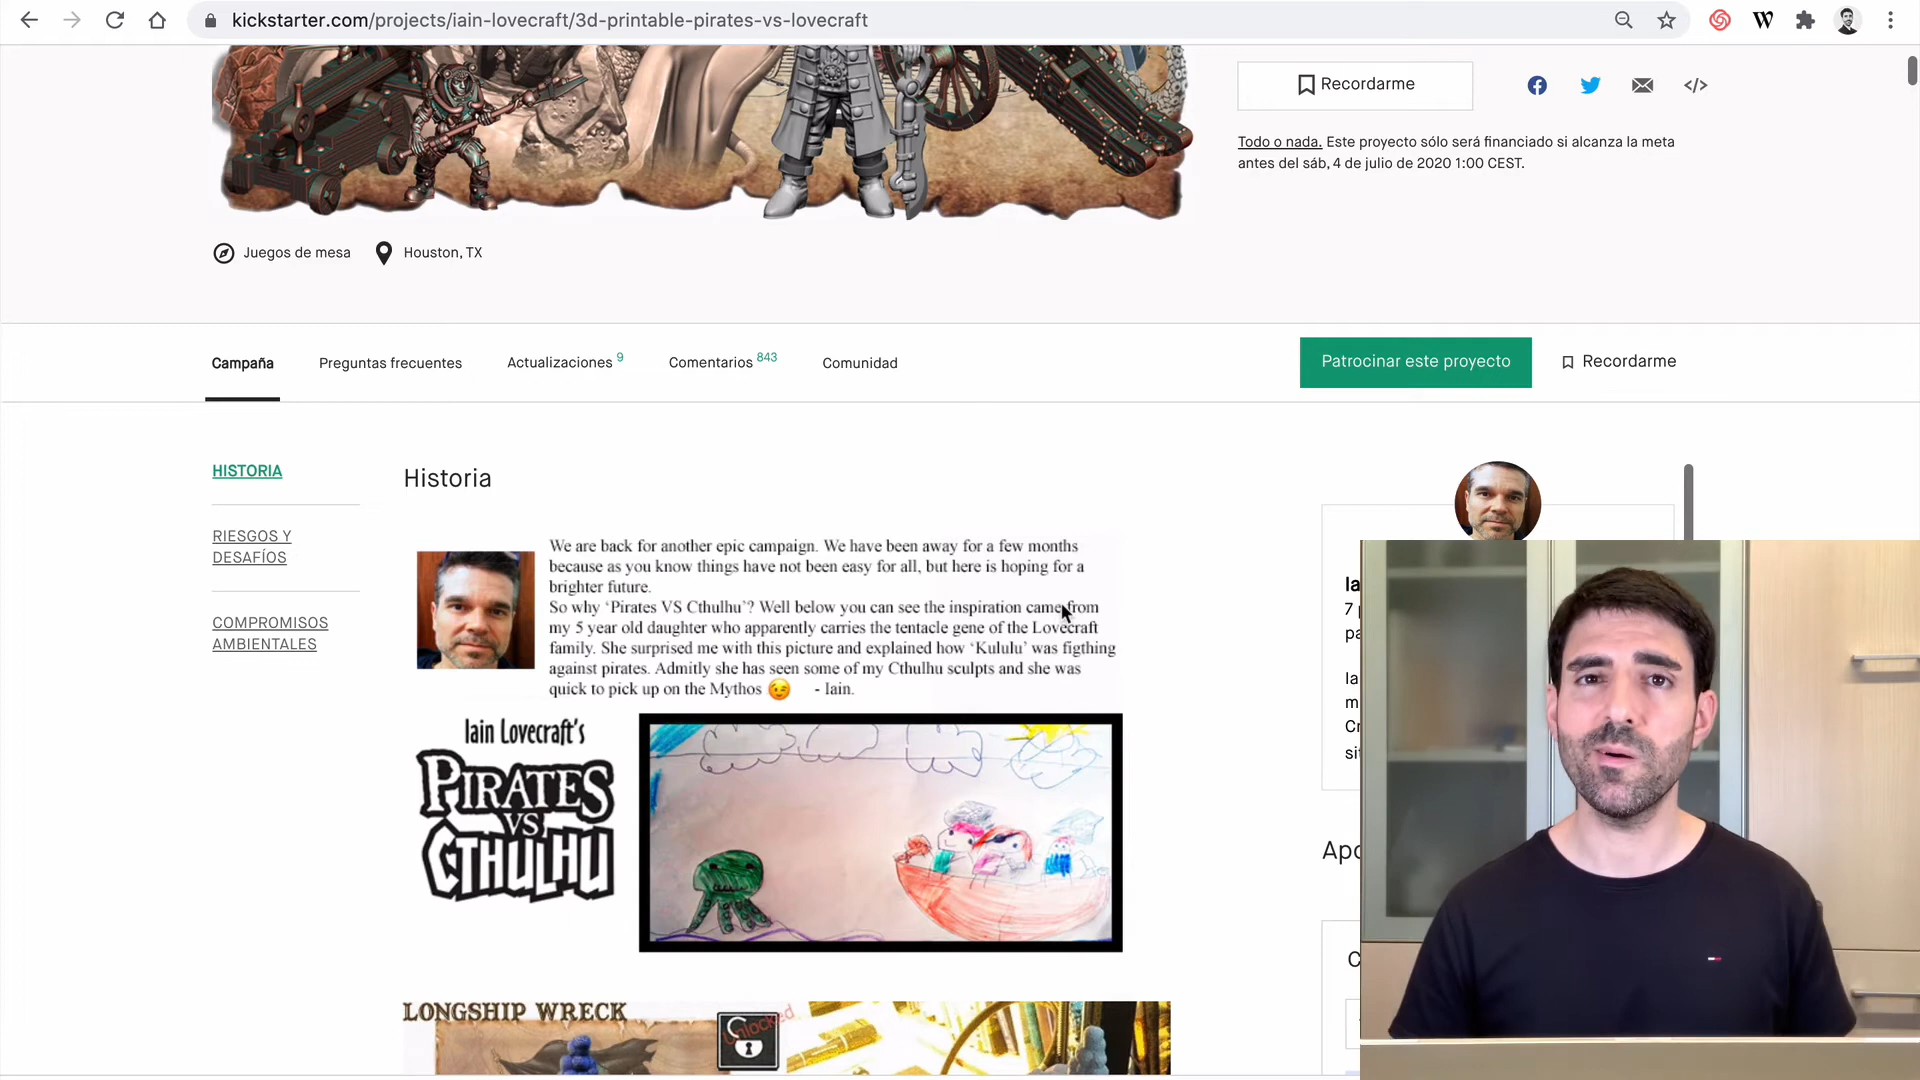 kickstarter.com/projects/iain-lovecraft/3d-printable-pirates-vs-lovecraft
W
Recordarme
Todo o nada. Este proyecto sólo será financiado si alcanza la meta
antes del sáb, 4 de julio de 2020 1:00 CEST.
Juegos de mesa
Houston, TX
Campaña
Preguntas frecuentes
Actualizaciones 9
Comentarios 843
Comunidad
Patrocinar este proyecto
Recordarme
HISTORIA
RIESGOS Y
DESAFÍOS
COMPROMISOS
AMBIENTALES
Historia
We are back for another epic campaign. We have been away for a few months
because as you know things have not been easy for all, but here is hoping for a
brighter future.
So why ‘Pirates VS Cthulhu’? Well below you can see the inspiration came from
my 5 year old daughter who apparently carries the tentacle gene of the Lovecraft
family. She surprised me with this picture and explained how ‘Kululu’ was figthing
against pirates. Admitly she has seen some of my Cthulhu sculpts and she was
quick to pick up on the Mythos 😉 - Iain.
Iain Lovecraft's
PIRATES
VS
CTHULHU
LONGSHIP WRECK
Unlocked